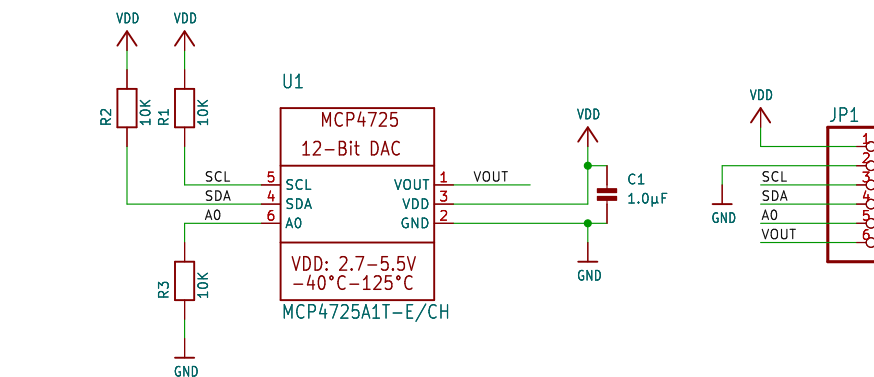 VDD
VDD
R2
10K
R1
10K
U1
MCP4725
12-Bit DAC
SCL
5
SCL
SDA
4
SDA
A0
6
A0
VOUT
1
VOUT
VDD
3
GND
2
VDD: 2.7-5.5V
-40°C-125°C
MCP4725A1T-E/CH
R3
10K
GND
VDD
C1
1.0µF
GND
VDD
JP1
1
2
SCL
3
SDA
4
A0
5
VOUT
6
GND